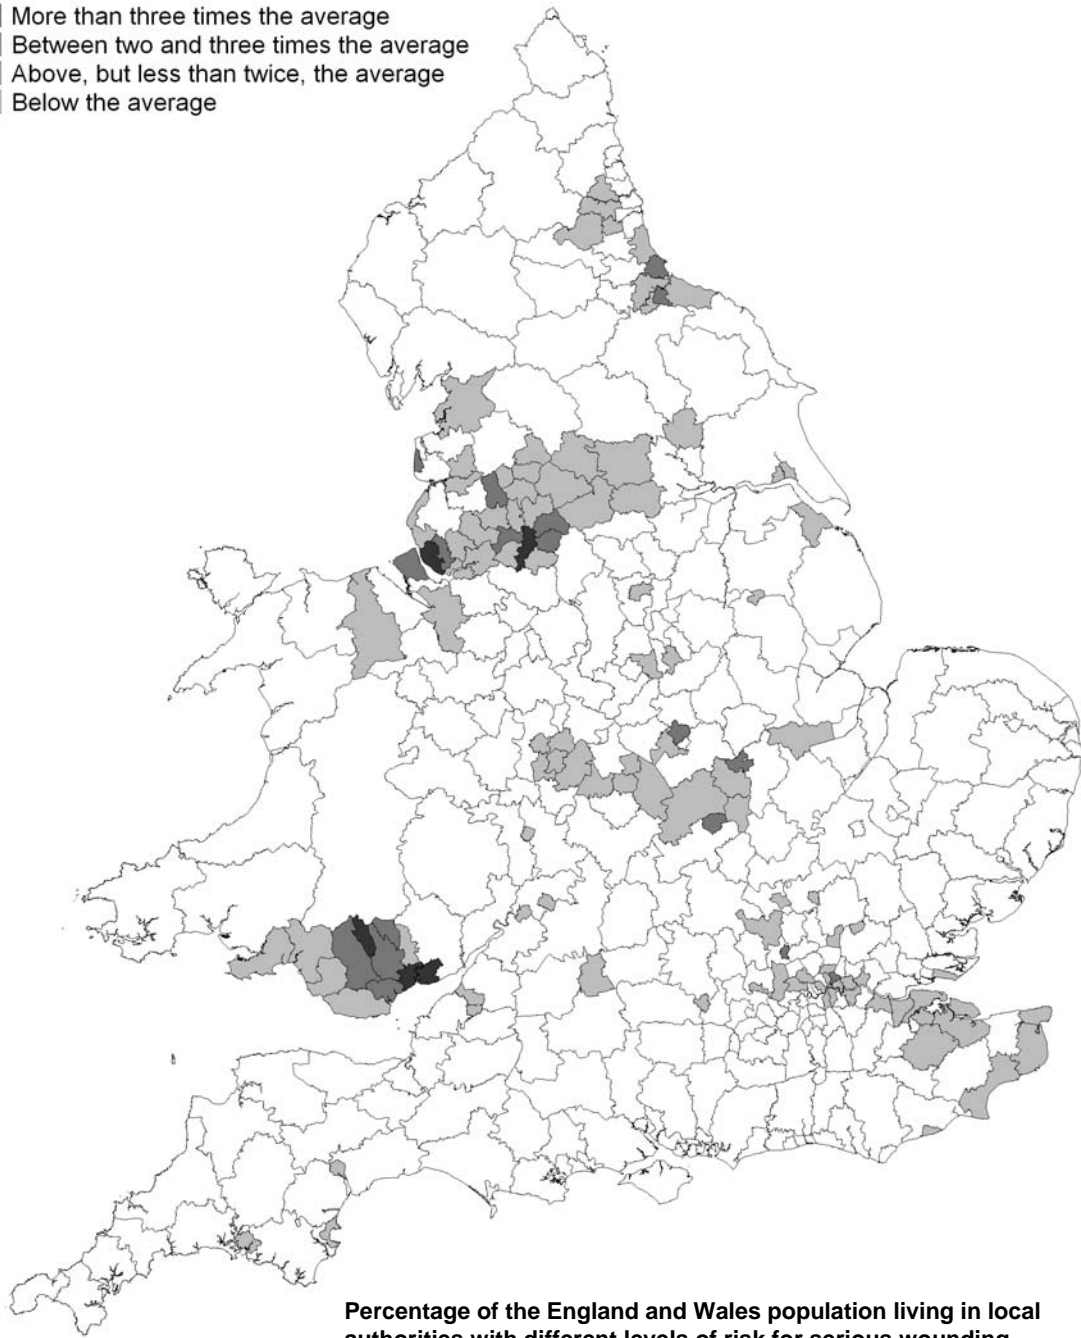 More than three times the average
Between two and three times the average
Above, but less than twice, the average
Below the average
Percentage of the England and Wales population living in local
authorities with different levels of risk for serious wounding